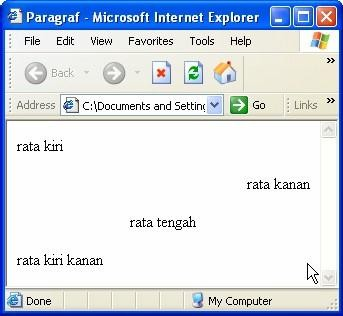 Paragraf - Microsoft Internet Explorer
File Edit View Favorites Tools Help
Back
Address C:\Documents and Setting Go Links
rata kiri
rata kanan
rata tengah
rata kiri kanan
Done My Computer